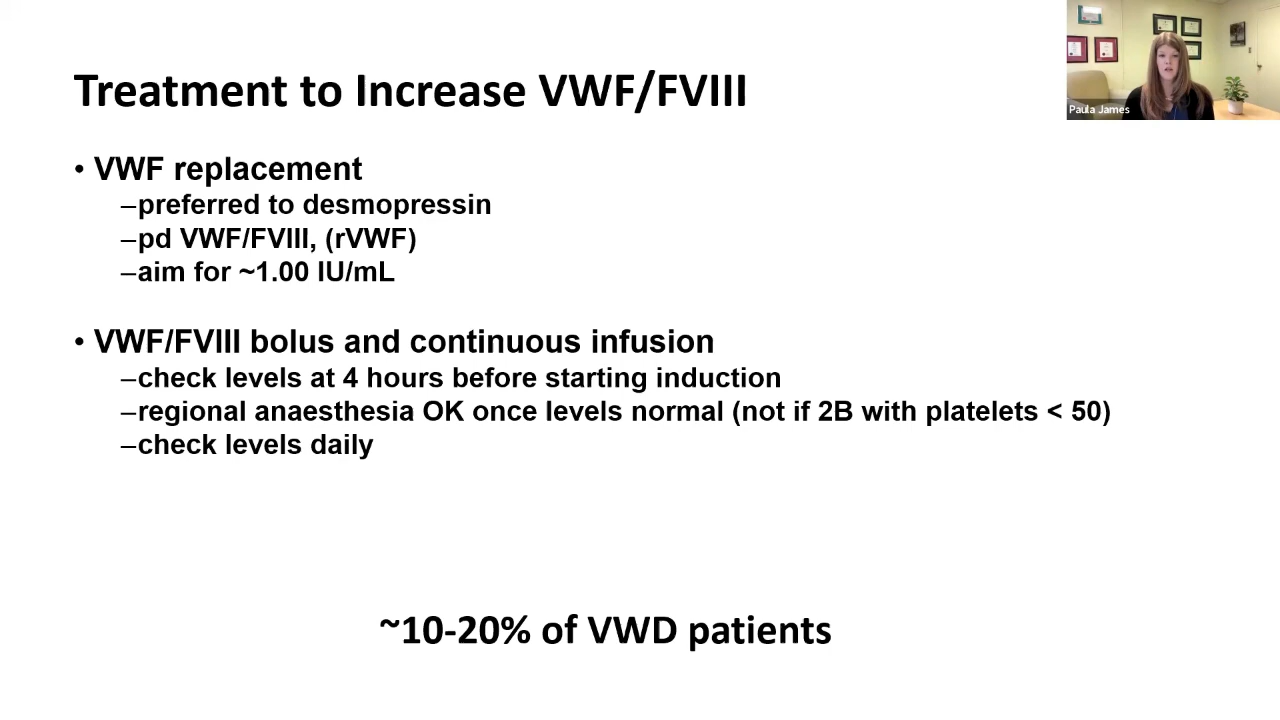 Treatment to Increase VWF/FVIII
Paula James
• VWF replacement
–preferred to desmopressin
–pd VWF/FVIII, (rVWF)
–aim for ~1.00 IU/mL
• VWF/FVIII bolus and continuous infusion
–check levels at 4 hours before starting induction
–regional anaesthesia OK once levels normal (not if 2B with platelets < 50)
–check levels daily
~10-20% of VWD patients